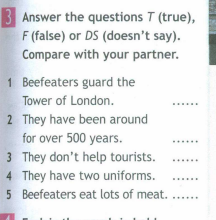 3 Answer the questions T (true),
F (false) or DS (doesn't say).
Compare with your partner.
1 Beefeaters guard the
Tower of London. ......
2 They have been around
for over 500 years. ......
3 They don't help tourists. ......
4 They have two uniforms. ......
5 Beefeaters eat lots of meat. ......